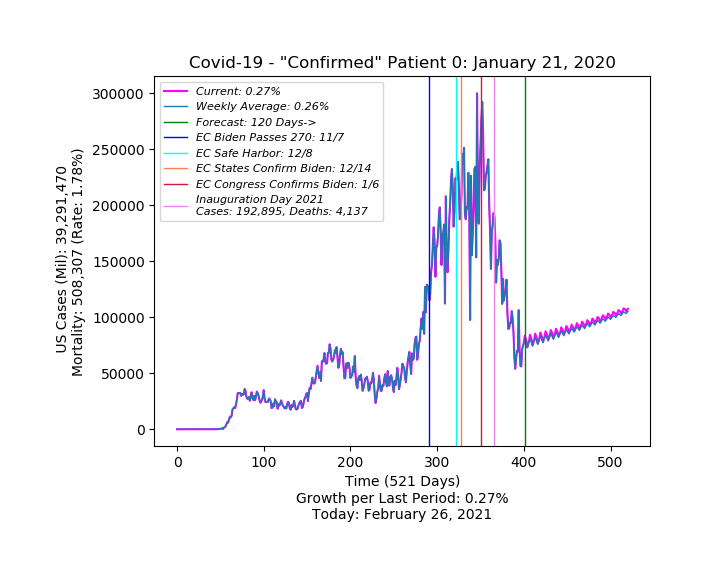 Covid-19 - "Confirmed" Patient 0: January 21, 2020
Current: 0.27%
Weekly Average: 0.26%
Forecast: 120 Days->
EC Biden Passes 270: 11/7
EC Safe Harbor: 12/8
EC States Confirm Biden: 12/14
EC Congress Confirms Biden: 1/6
Inauguration Day 2021
Cases: 192,895, Deaths: 4,137
US Cases (Mil): 39,291,470
Mortality: 508,307 (Rate: 1.78%)
300000
250000
200000
150000
100000
50000
0
0 100 200 300 400 500
Time (521 Days)
Growth per Last Period: 0.27%
Today: February 26, 2021